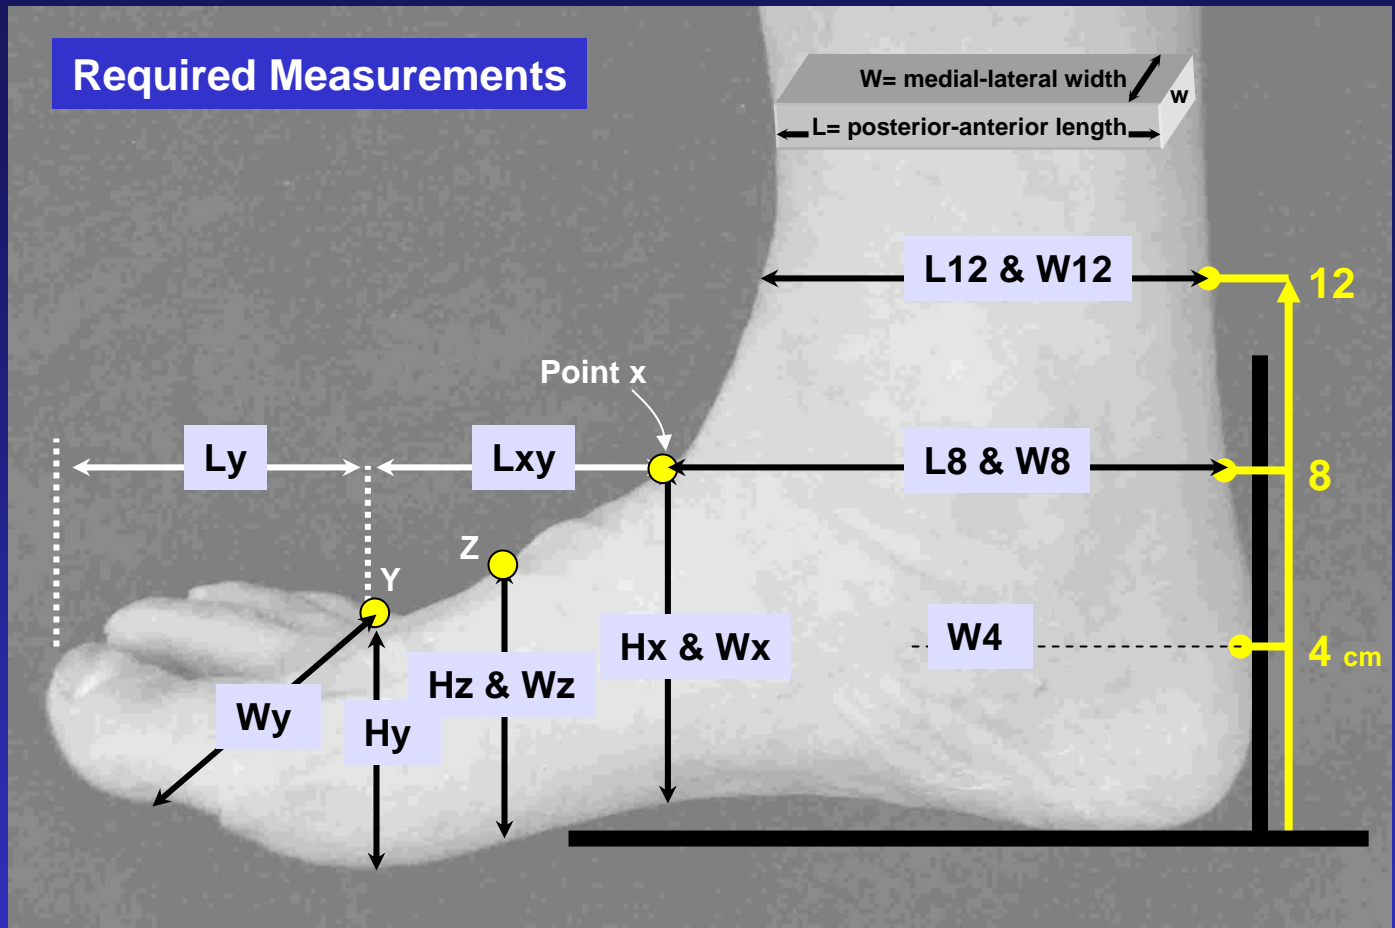 Required Measurements
W= medial-lateral width
w
L= posterior-anterior length
L12 & W12
12
Point x
Ly
Lxy
L8 & W8
8
Z
Y
Hx & Wx
W4
4 cm
Hz & Wz
Wy
Hy